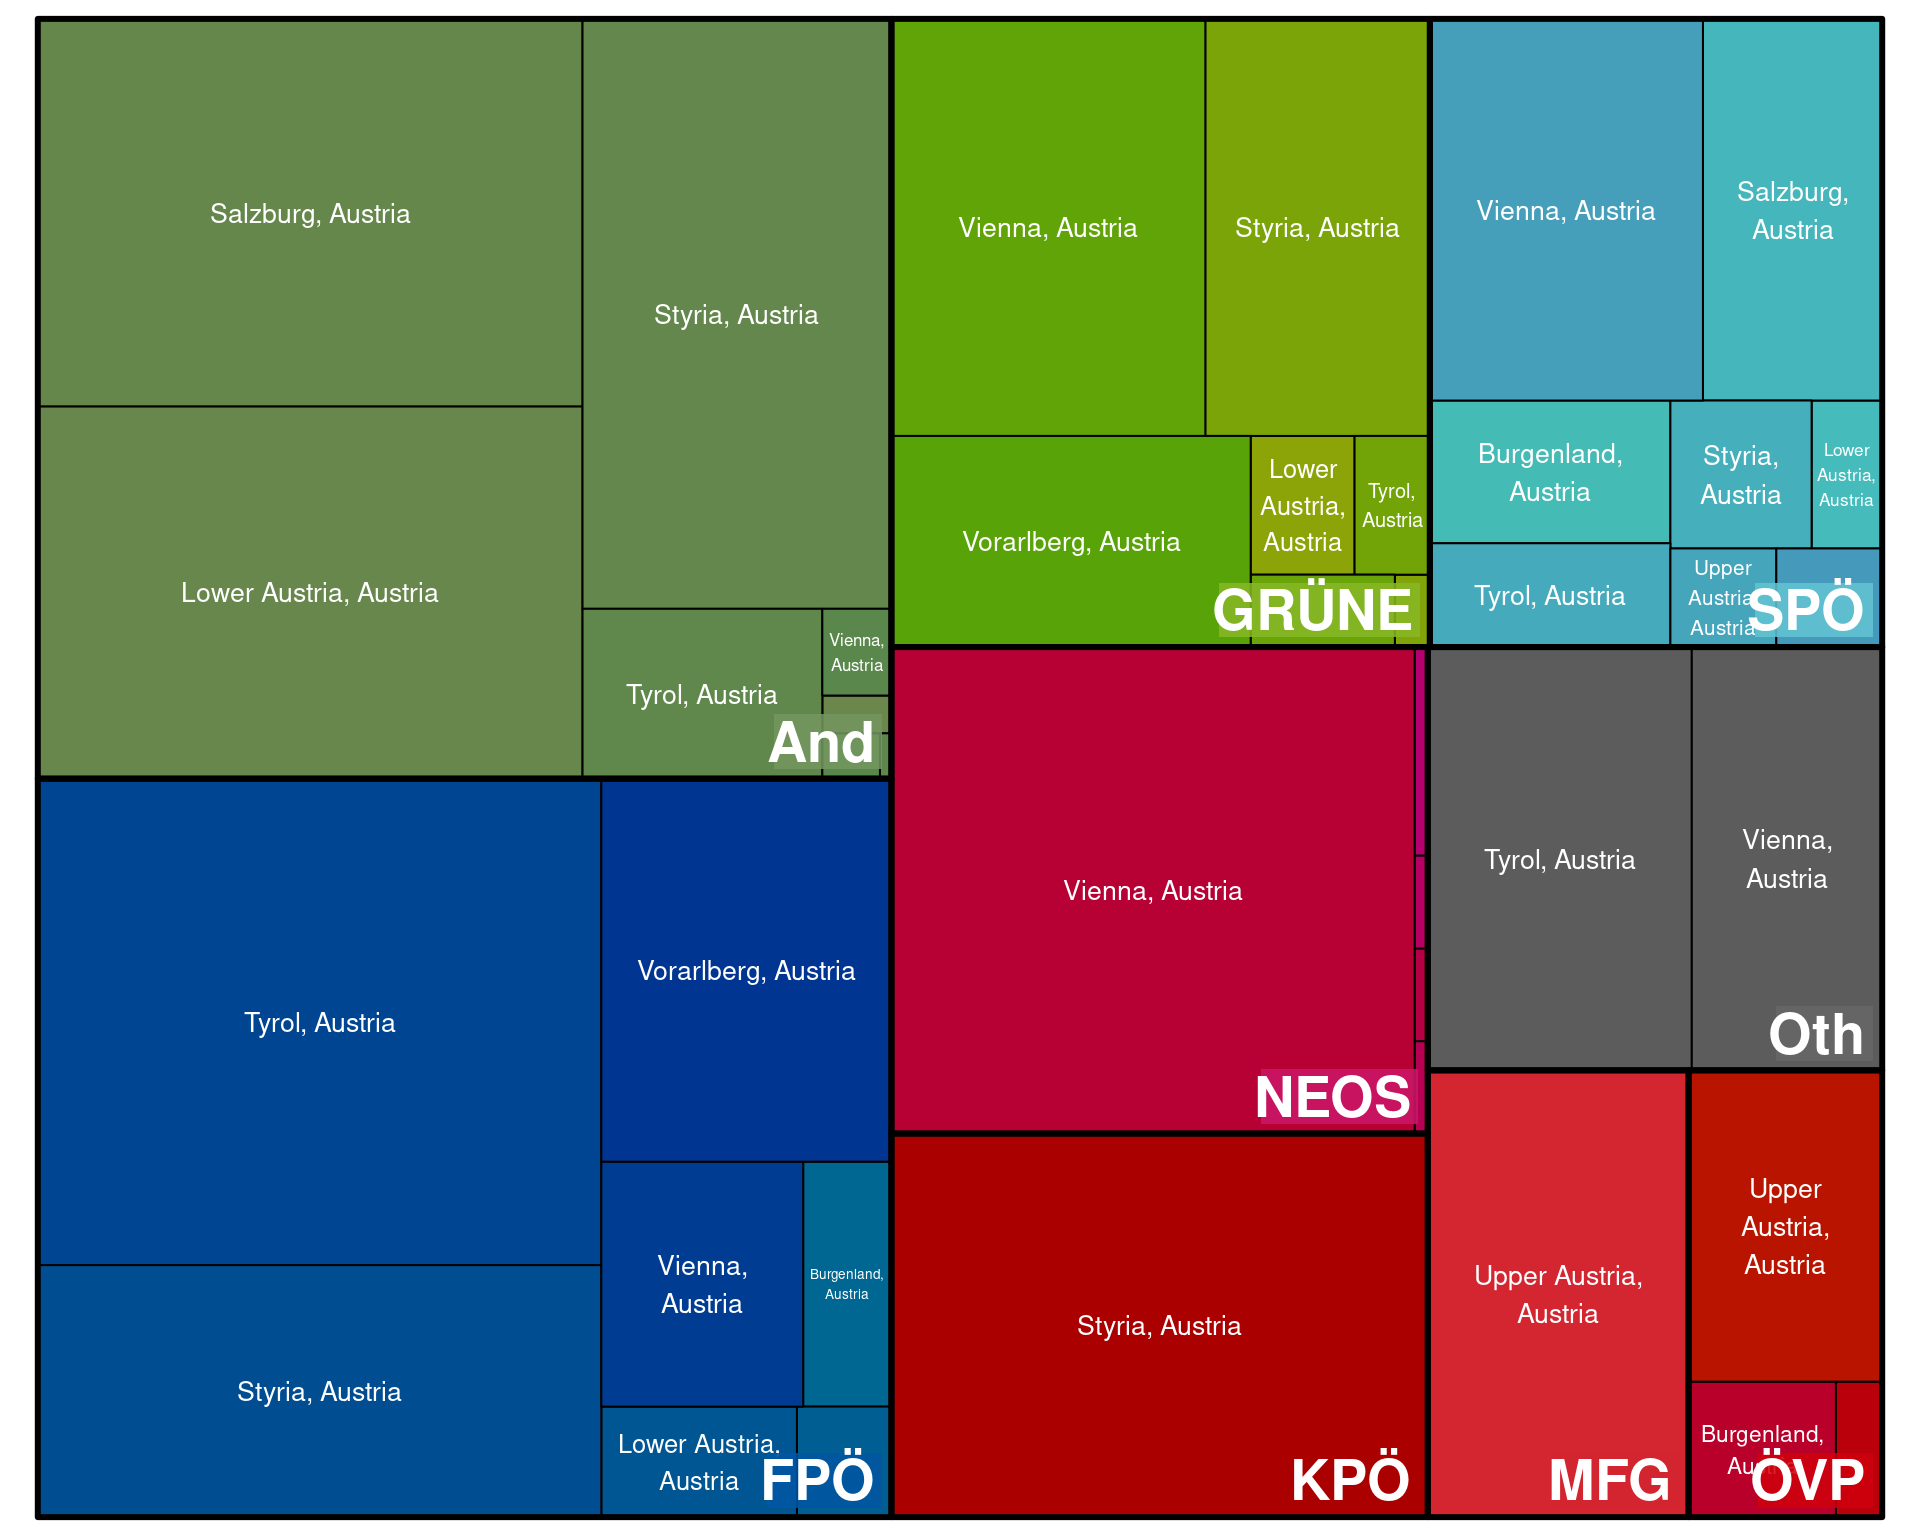 Salzburg, Austria
Lower Austria, Austria
Styria, Austria
Tyrol, Austria
Vienna,
Austria
And
Tyrol, Austria
Styria, Austria
Vorarlberg, Austria
Vienna,
Austria
Burgenland,
Austria
Lower Austria,
Austria
FPÖ
Vienna, Austria
Styria, Austria
Vorarlberg, Austria
Lower
Austria,
Austria
Tyrol,
Austria
GRÜNE
Vienna, Austria
NEOS
Styria, Austria
KPÖ
Vienna, Austria
Salzburg,
Austria
Burgenland,
Austria
Styria,
Austria
Lower
Austria,
Austria
Tyrol, Austria
Upper
Austria
Austria
SPÖ
Tyrol, Austria
Vienna,
Austria
Oth
Upper Austria,
Austria
MFG
Upper
Austria,
Austria
Burgenland,
ÖVP